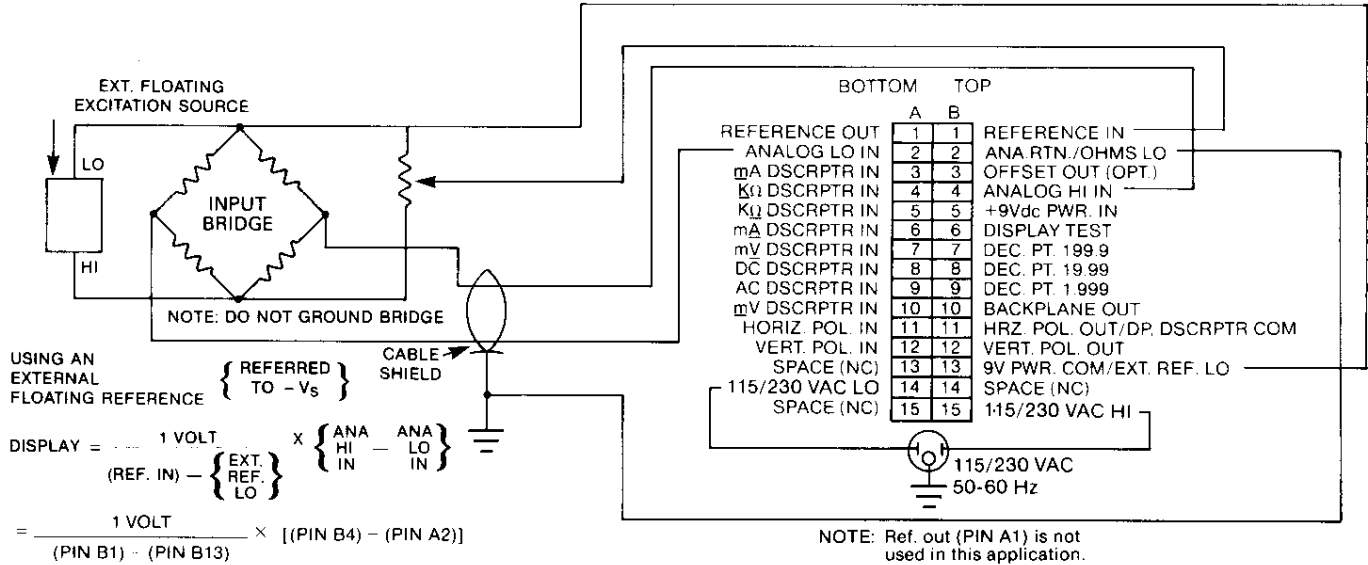 EXT. FLOATING
EXCITATION SOURCE
LO
HI
INPUT
BRIDGE
NOTE: DO NOT GROUND BRIDGE
CABLE
SHIELD
USING AN
EXTERNAL
FLOATING REFERENCE
{ REFERRED
TO – VS }
DISPLAY = 1 VOLT / (REF. IN) – { EXT. REF. LO } × { ANA HI IN – ANA LO IN }
= 1 VOLT / (PIN B1) - (PIN B13) × [(PIN B4) – (PIN A2)]
BOTTOM TOP
A B
REFERENCE OUT 1 1 REFERENCE IN
ANALOG LO IN 2 2 ANA.RTN./OHMS LO
mA DSCRPTR IN 3 3 OFFSET OUT (OPT.)
KΩ DSCRPTR IN 4 4 ANALOG HI IN
KΩ DSCRPTR IN 5 5 +9Vdc PWR. IN
mA DSCRPTR IN 6 6 DISPLAY TEST
mV DSCRPTR IN 7 7 DEC. PT. 199.9
DC DSCRPTR IN 8 8 DEC. PT. 19.99
AC DSCRPTR IN 9 9 DEC. PT. 1.999
mV DSCRPTR IN 10 10 BACKPLANE OUT
HORIZ. POL. IN 11 11 HRZ. POL. OUT/DP. DSCRPTR COM
VERT. POL. IN 12 12 VERT. POL. OUT
SPACE (NC) 13 13 9V PWR. COM/EXT. REF. LO
115/230 VAC LO 14 14 SPACE (NC)
SPACE (NC) 15 15 115/230 VAC HI
115/230 VAC
50-60 Hz
NOTE: Ref. out (PIN A1) is not
used in this application.